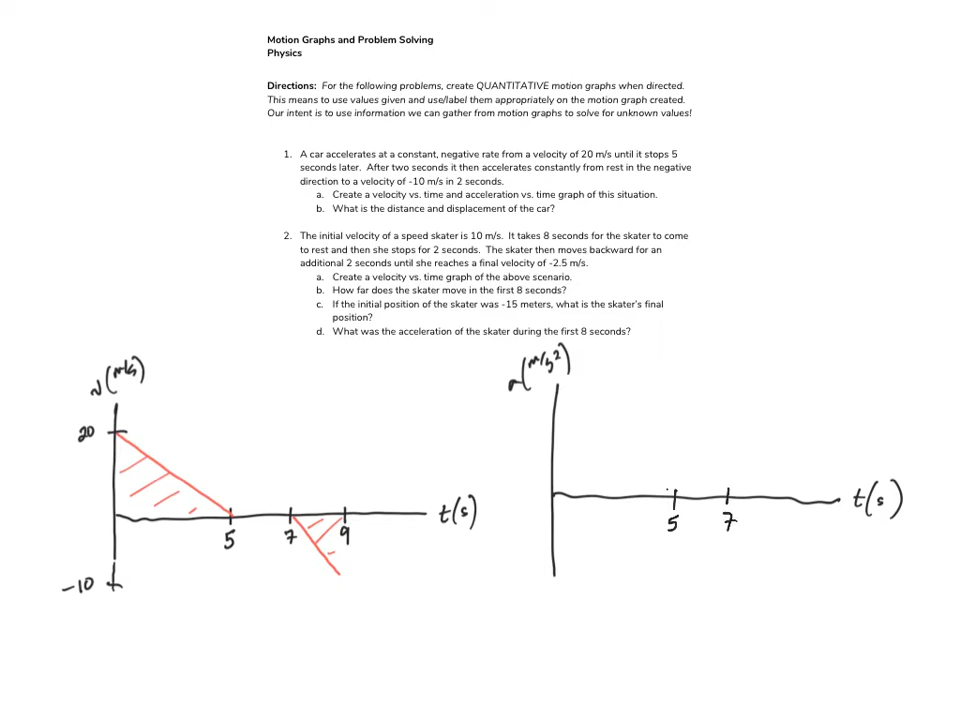 Motion Graphs and Problem Solving
Physics
Directions: For the following problems, create QUANTITATIVE motion graphs when directed.
This means to use values given and use/label them appropriately on the motion graph created.
Our intent is to use information we can gather from motion graphs to solve for unknown values!
1. A car accelerates at a constant, negative rate from a velocity of 20 m/s until it stops 5
seconds later. After two seconds it then accelerates constantly from rest in the negative
direction to a velocity of -10 m/s in 2 seconds.
a. Create a velocity vs. time and acceleration vs. time graph of this situation.
b. What is the distance and displacement of the car?
2. The initial velocity of a speed skater is 10 m/s. It takes 8 seconds for the skater to come
to rest and then she stops for 2 seconds. The skater then moves backward for an
additional 2 seconds until she reaches a final velocity of -2.5 m/s.
a. Create a velocity vs. time graph of the above scenario.
b. How far does the skater move in the first 8 seconds?
c. If the initial position of the skater was -15 meters, what is the skater's final
position?
d. What was the acceleration of the skater during the first 8 seconds?
v(m/s)
20
5
7
9
t(s)
-10
a(m/s²)
5
7
t(s)